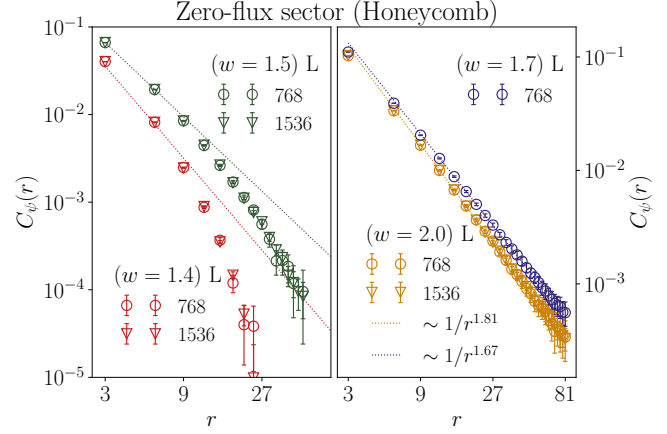 Zero-flux sector (Honeycomb)
10⁻¹
10⁻²
10⁻³
10⁻⁴
10⁻⁵
C_ψ(r)
(w = 1.5) L
768
1536
(w = 1.4) L
768
1536
3
9
27
r
(w = 1.7) L
768
(w = 2.0) L
768
1536
~ 1/r^1.81
~ 1/r^1.67
10⁻¹
10⁻²
10⁻³
C_ψ(r)
3
9
27
81
r